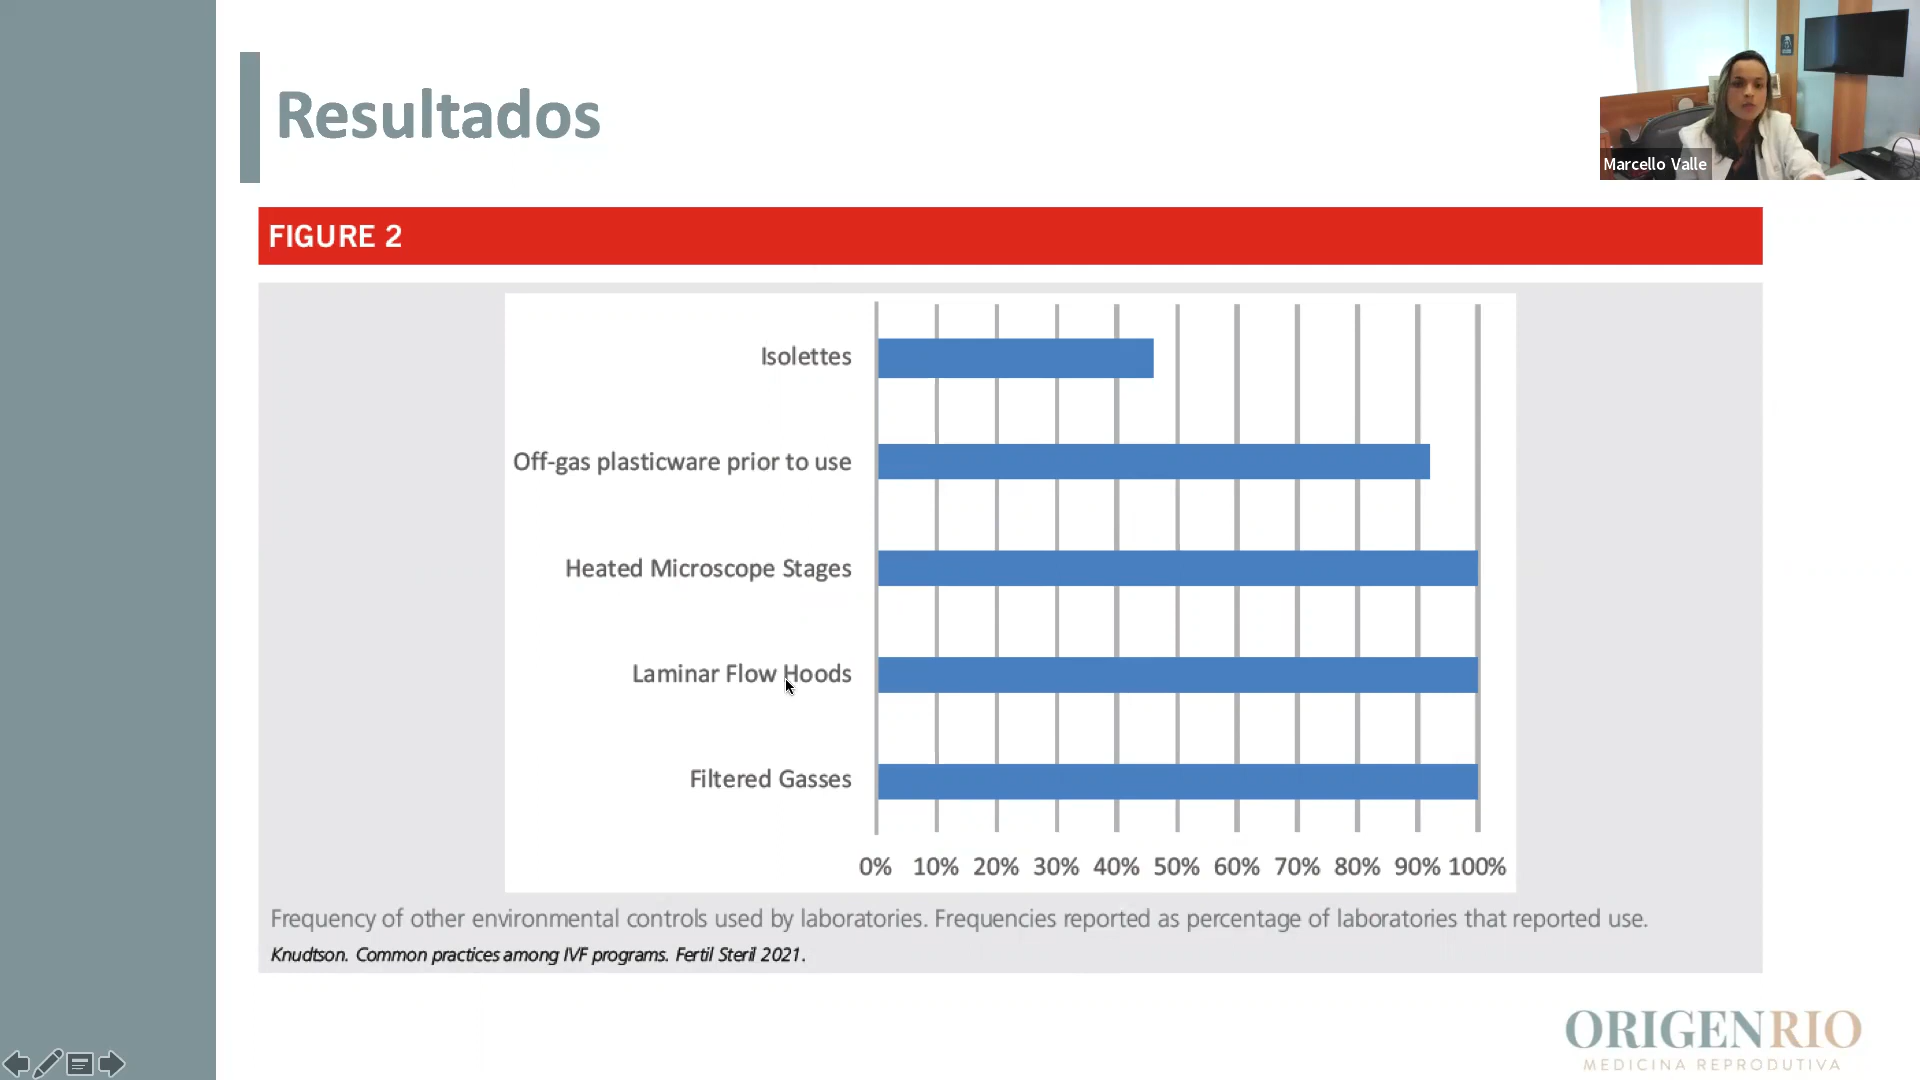 Resultados
Marcello Valle
FIGURE 2
Isolettes
Off-gas plasticware prior to use
Heated Microscope Stages
Laminar Flow Hoods
Filtered Gasses
0% 10% 20% 30% 40% 50% 60% 70% 80% 90% 100%
Frequency of other environmental controls used by laboratories. Frequencies reported as percentage of laboratories that reported use.
Knudtson. Common practices among IVF programs. Fertil Steril 2021.
ORIGENRIO
MEDICINA REPRODUTIVA